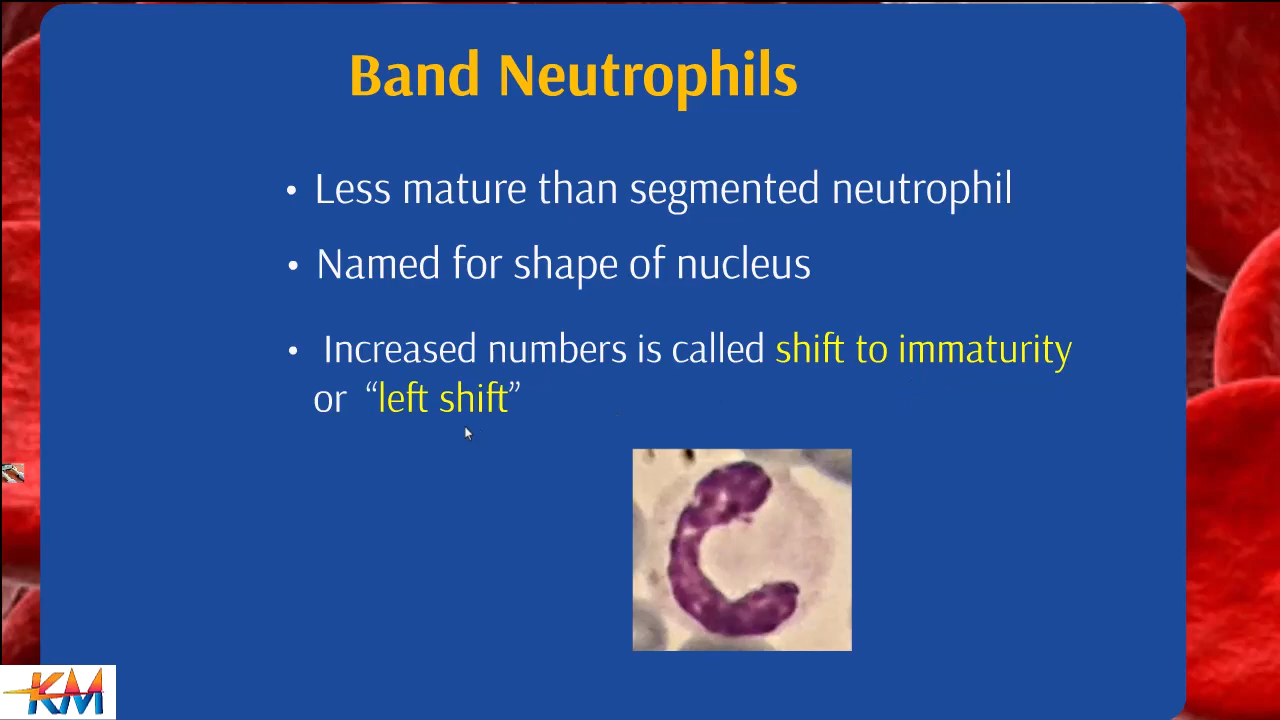 Band Neutrophils
• Less mature than segmented neutrophil
• Named for shape of nucleus
• Increased numbers is called shift to immaturity
or “left shift”
KM